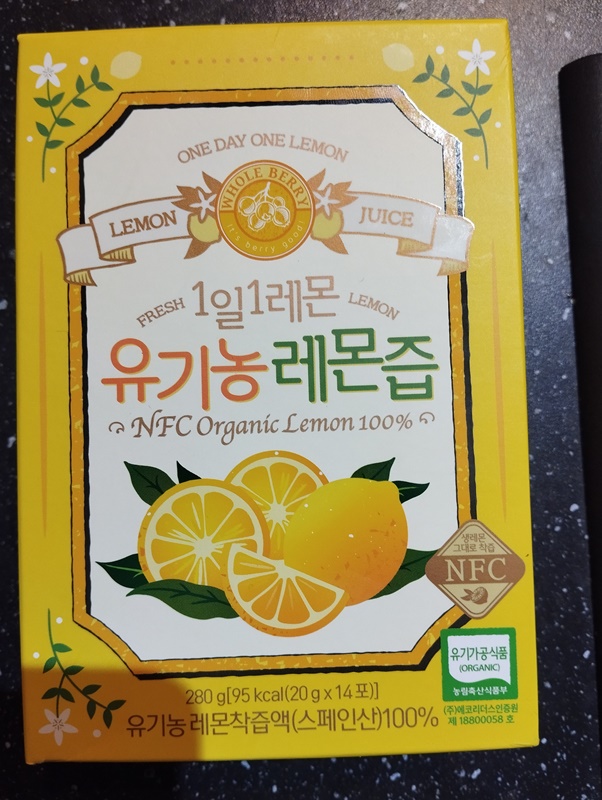 ONE DAY ONE LEMON
WHOLE BERRY
It's berry good!
LEMON JUICE
FRESH 1일1레몬 LEMON
유기농 레몬즙
NFC Organic Lemon 100%
생레몬
그대로 착즙
NFC
유기가공식품
(ORGANIC)
농림축산식품부
280 g[95 kcal(20 g x 14 포)]
(주)에코리더스인증원
제 18800058 호
유기농 레몬착즙액(스페인산)100%